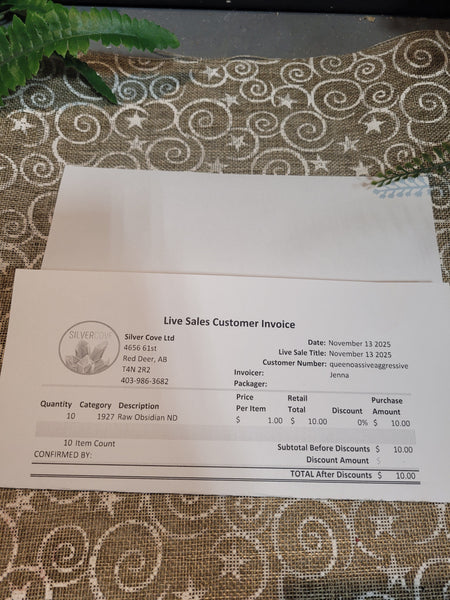 Live Sales Customer Invoice
SILVERCOVE
Silver Cove Ltd
4656 61st
Red Deer, AB
T4N 2R2
403-986-3682
Date: November 13 2025
Live Sale Title: November 13 2025
Customer Number: queenoassiveaggressive
Invoicer: Jenna
Packager:
Quantity Category Description Price Per Item Retail Total Discount Purchase Amount
10 1927 Raw Obsidian ND $ 1.00 $ 10.00 0% $ 10.00
10 Item Count
Subtotal Before Discounts $ 10.00
CONFIRMED BY:
Discount Amount $
TOTAL After Discounts $ 10.00